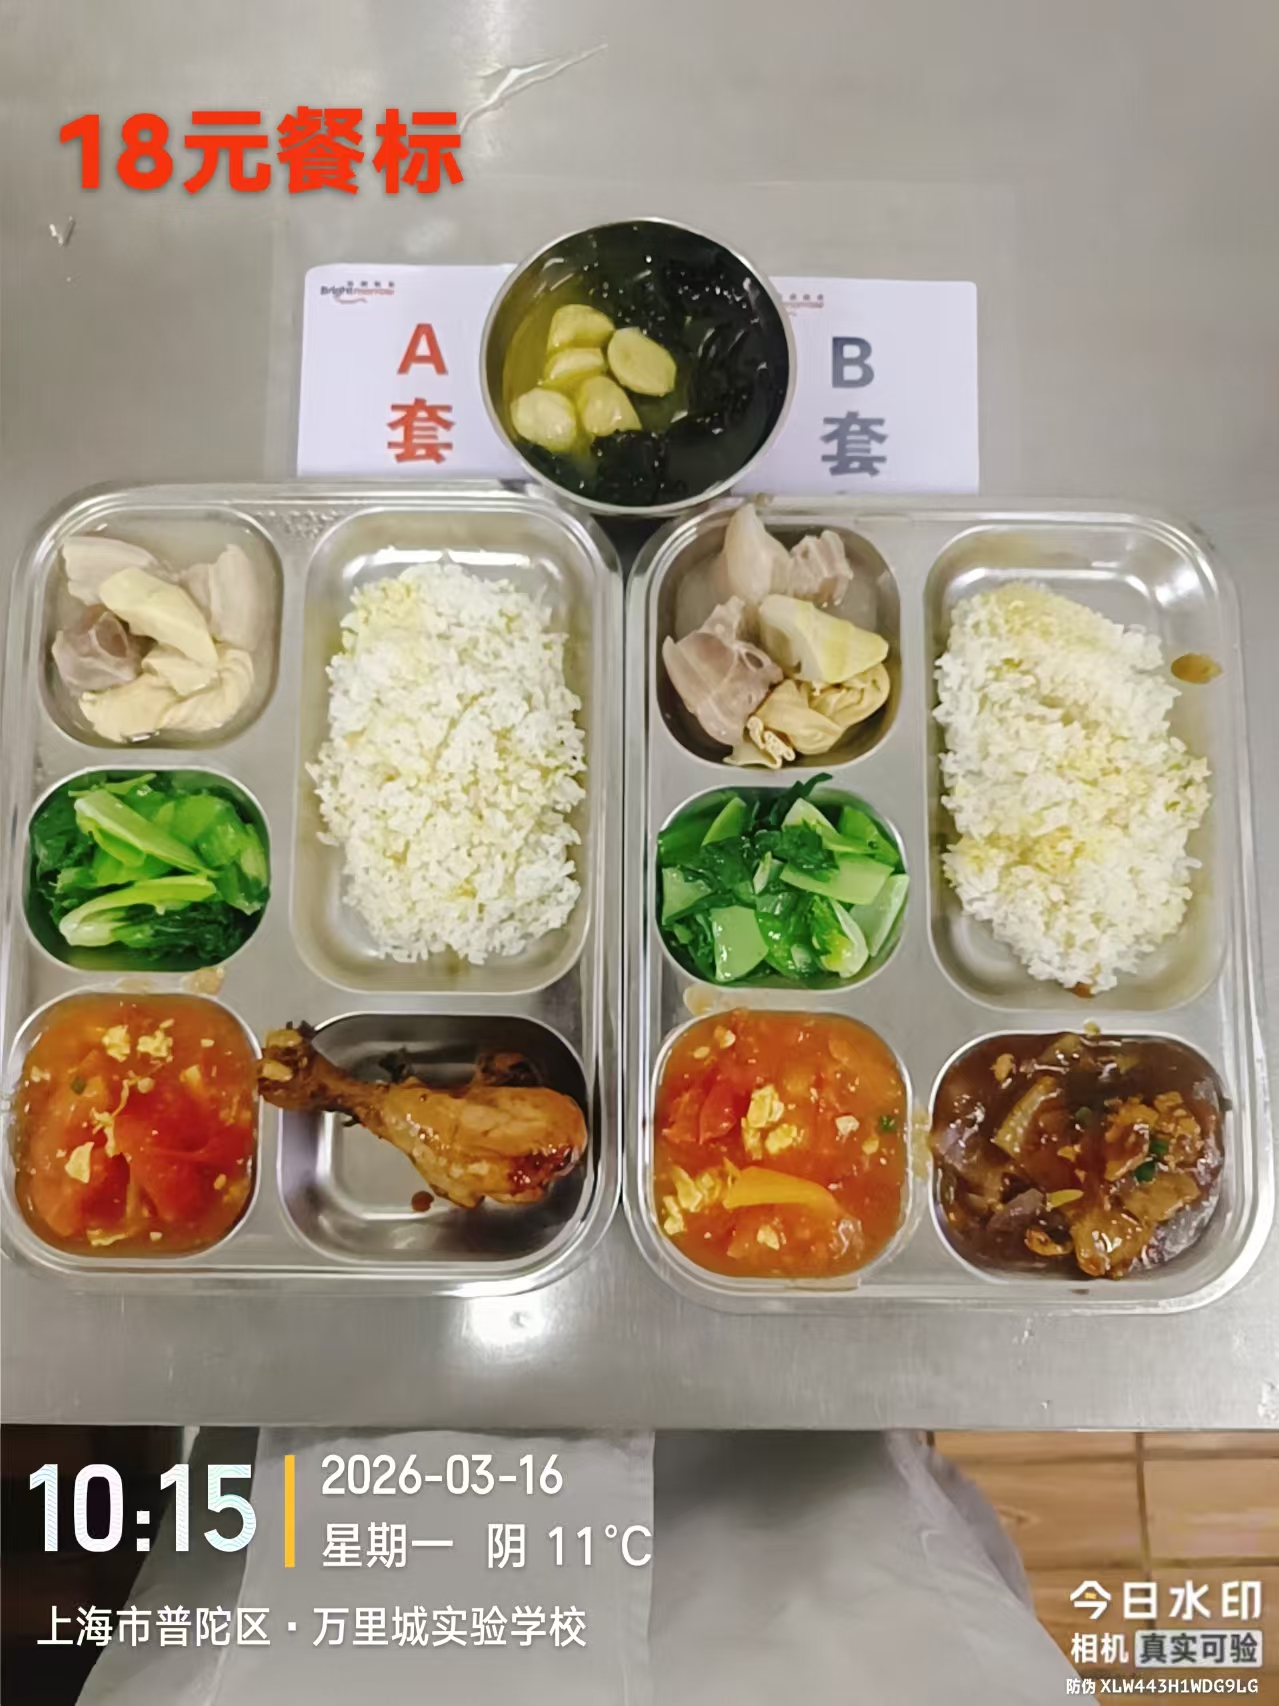 18元餐标
Bright
A
套
B
套
10:15
2026-03-16
星期一 阴 11°C
上海市普陀区·万里城实验学校
今日水印
相机 真实可验
防伪 XLW443H1WDG9LG